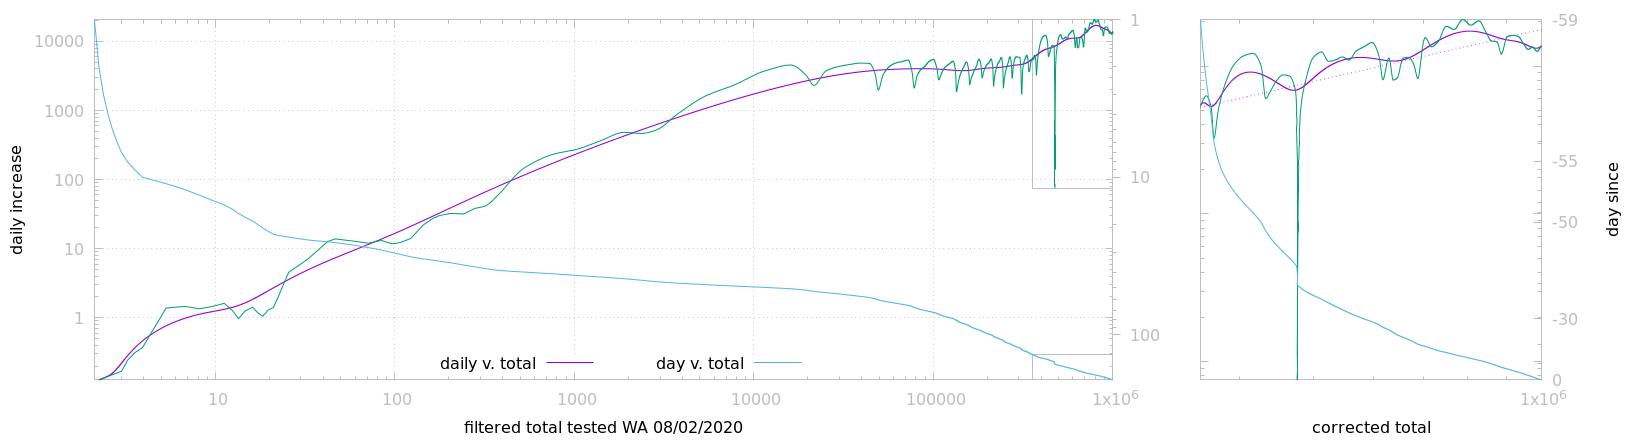 10000
1000
100
10
1
daily increase
10
100
1000
10000
100000
1x10^6
1
10
100
daily v. total
day v. total
filtered total tested WA 08/02/2020
-59
-55
-50
-30
0
day since
1x10^6
corrected total